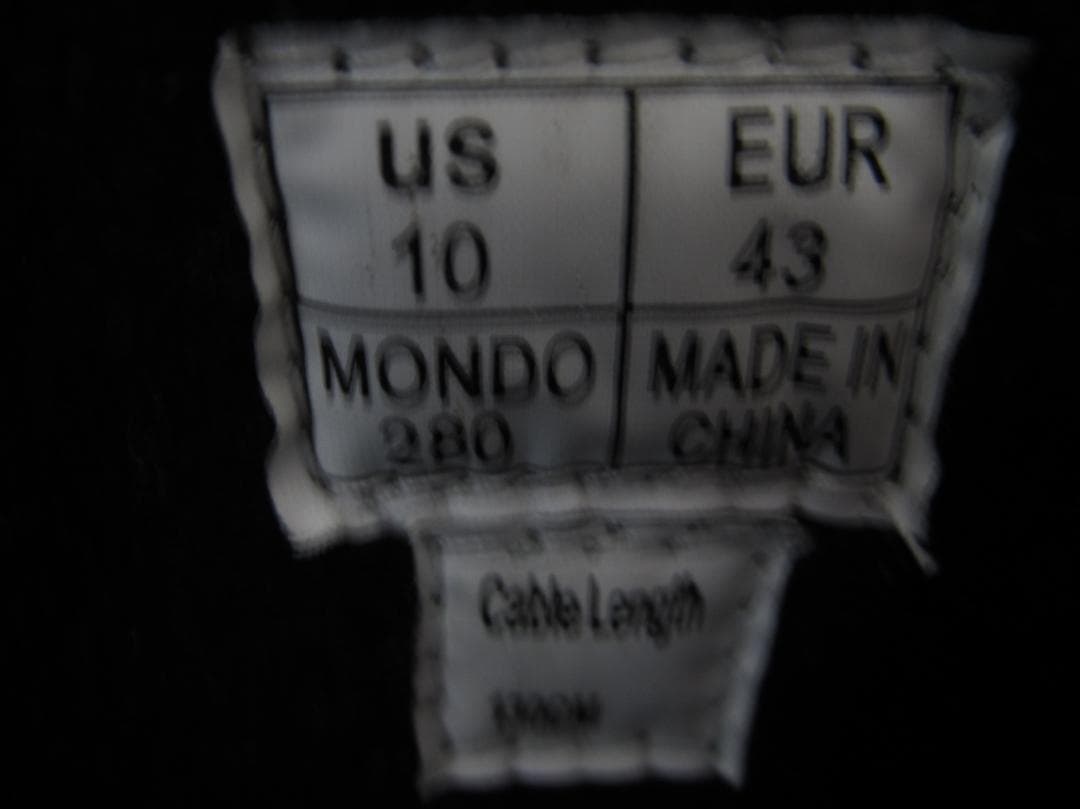 US
10
EUR
43
MONDO
280
MADE IN
CHINA
Cable Length